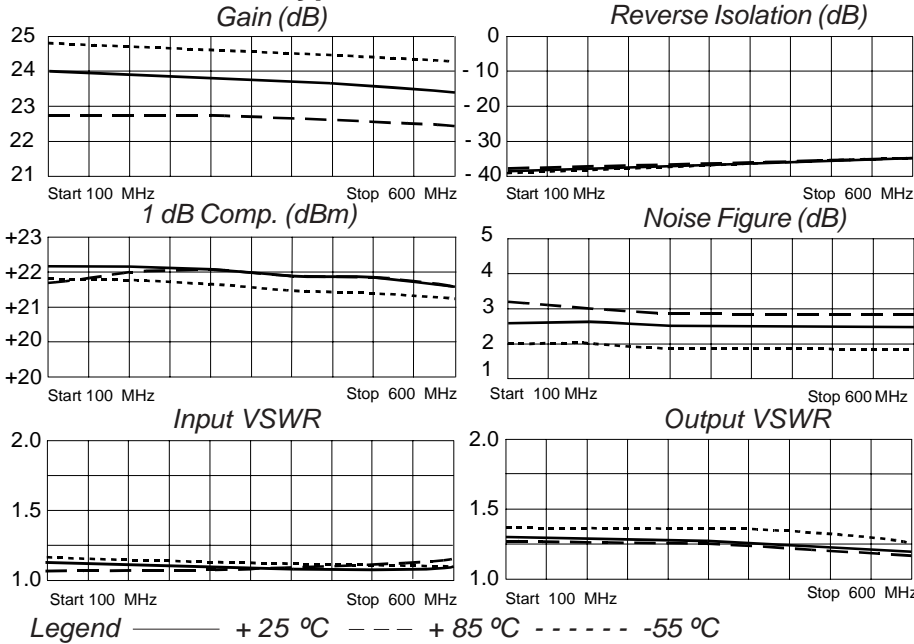 Gain (dB)
25
24
23
22
21
Start 100 MHz
Stop 600 MHz
Reverse Isolation (dB)
0
- 10
- 20
- 30
- 40
Start 100 MHz
Stop 600 MHz
1 dB Comp. (dBm)
+23
+22
+21
+20
+20
Start 100 MHz
Stop 600 MHz
Noise Figure (dB)
5
4
3
2
1
Start 100 MHz
Stop 600 MHz
Input VSWR
2.0
1.5
1.0
Start 100 MHz
Stop 600 MHz
Output VSWR
2.0
1.5
1.0
Start 100 MHz
Stop 600 MHz
Legend + 25 ºC + 85 ºC -55 ºC